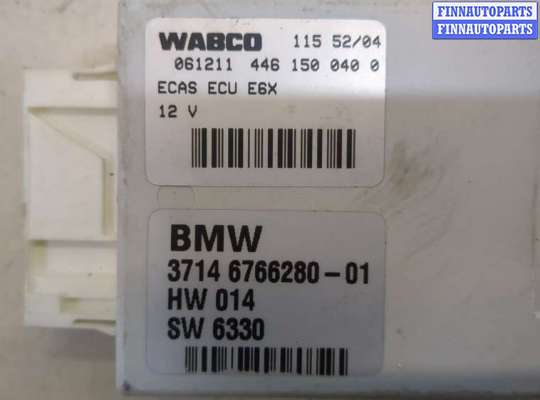 FINNAUTOPARTS
FINNAUTOPARTS
WABCO 115 52/04
061211 446 150 040 0
ECAS ECU E6X
12 V
BMW
3714 6766280-01
HW 014
SW 6330